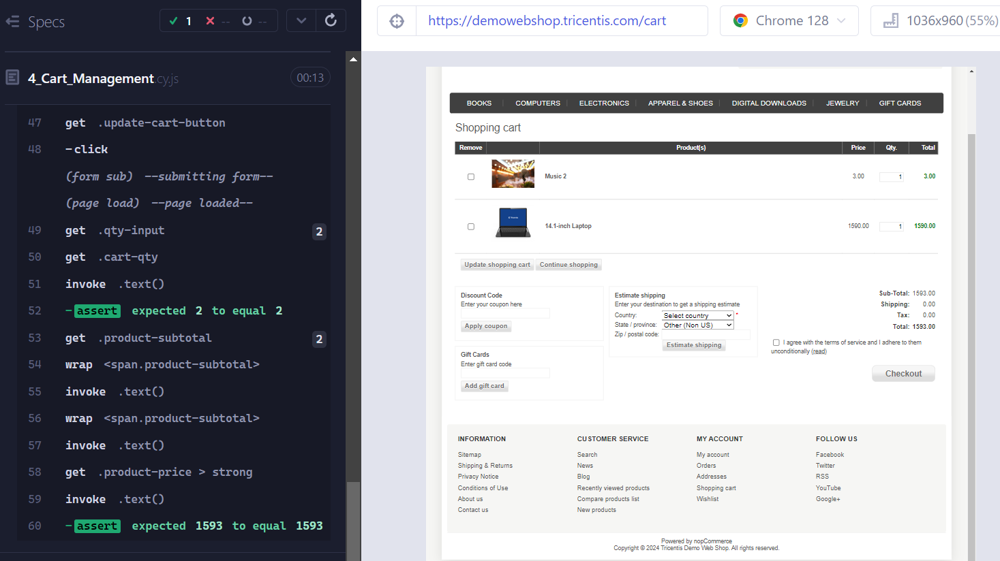 Specs
1
--
--
https://demowebshop.tricentis.com/cart
Chrome 128
1036x960 (55%)
4_Cart_Management.cy.js
00:13
47 get .update-cart-button
48 -click
(form sub) --submitting form--
(page load) --page loaded--
49 get .qty-input 2
50 get .cart-qty
51 invoke .text()
52 -assert expected 2 to equal 2
53 get .product-subtotal 2
54 wrap <span.product-subtotal>
55 invoke .text()
56 wrap <span.product-subtotal>
57 invoke .text()
58 get .product-price > strong
59 invoke .text()
60 -assert expected 1593 to equal 1593
BOOKS COMPUTERS ELECTRONICS APPAREL & SHOES DIGITAL DOWNLOADS JEWELRY GIFT CARDS
Shopping cart
Remove Product(s) Price Qty. Total
Music 2 3.00 1 3.00
14.1-inch Laptop 1590.00 1 1590.00
Update shopping cart Continue shopping
Discount Code
Enter your coupon here
Apply coupon
Gift Cards
Enter gift card code
Add gift card
Estimate shipping
Enter your destination to get a shipping estimate
Country: Select country *
State / province: Other (Non US)
Zip / postal code:
Estimate shipping
Sub-Total: 1593.00
Shipping: 0.00
Tax: 0.00
Total: 1593.00
I agree with the terms of service and I adhere to them
unconditionally (read)
Checkout
INFORMATION
Sitemap
Shipping & Returns
Privacy Notice
Conditions of Use
About us
Contact us
CUSTOMER SERVICE
Search
News
Blog
Recently viewed products
Compare products list
New products
MY ACCOUNT
My account
Orders
Addresses
Shopping cart
Wishlist
FOLLOW US
Facebook
Twitter
RSS
YouTube
Google+
Powered by nopCommerce
Copyright © 2024 Tricentis Demo Web Shop. All rights reserved.